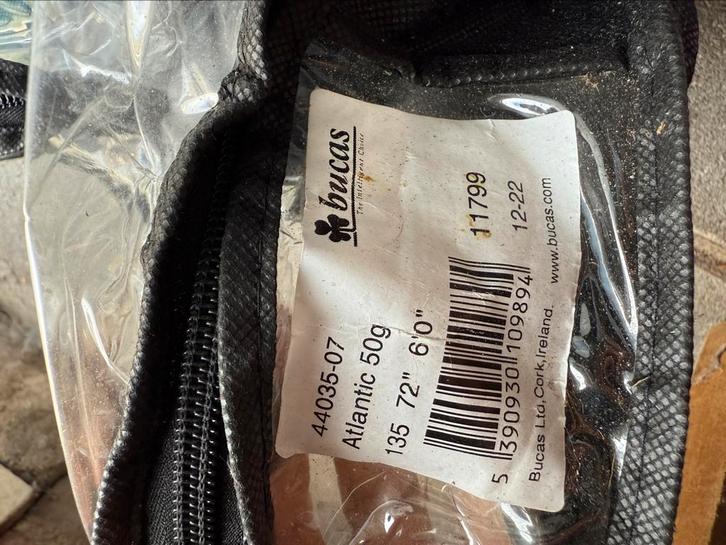 bucas
The Intelligent Choice
11799
12-22
44035-07
Atlantic 50g
135 72" 6'0"
5 390930 109894
Bucas Ltd, Cork, Ireland. www.bucas.com